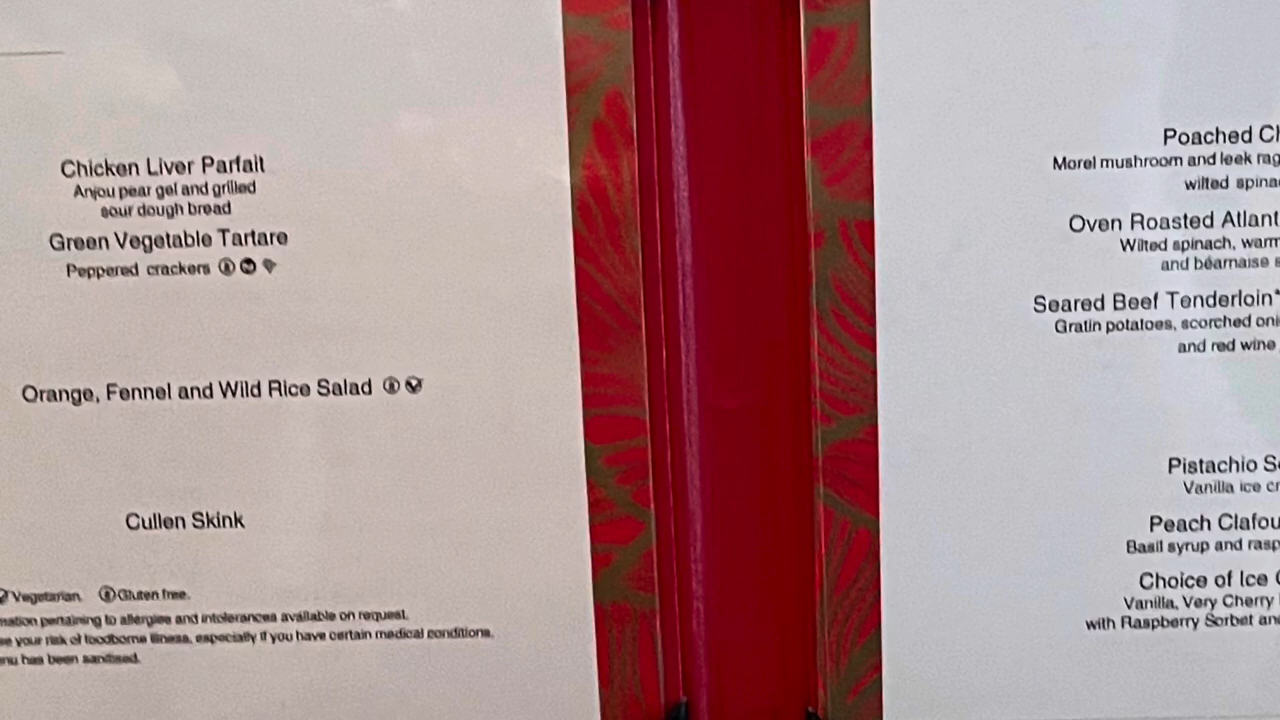 Chicken Liver Parfait
Anjou pear gel and grilled
sour dough bread
Green Vegetable Tartare
Peppered crackers
Orange, Fennel and Wild Rice Salad
Cullen Skink
Vegetarian. Gluten free.
mation pertaining to allergies and intolerances available on request.
se your risk of foodborne illness, especially if you have certain medical conditions.
nu has been sanitised.
Poached Ch
Morel mushroom and leek rag
wilted spina
Oven Roasted Atlant
Wilted spinach, warm
and béarnaise s
Seared Beef Tenderloin*
Gratin potatoes, scorched oni
and red wine
Pistachio So
Vanilla ice cr
Peach Clafou
Basil syrup and rasp
Choice of Ice C
Vanilla, Very Cherry
with Raspberry Sorbet and